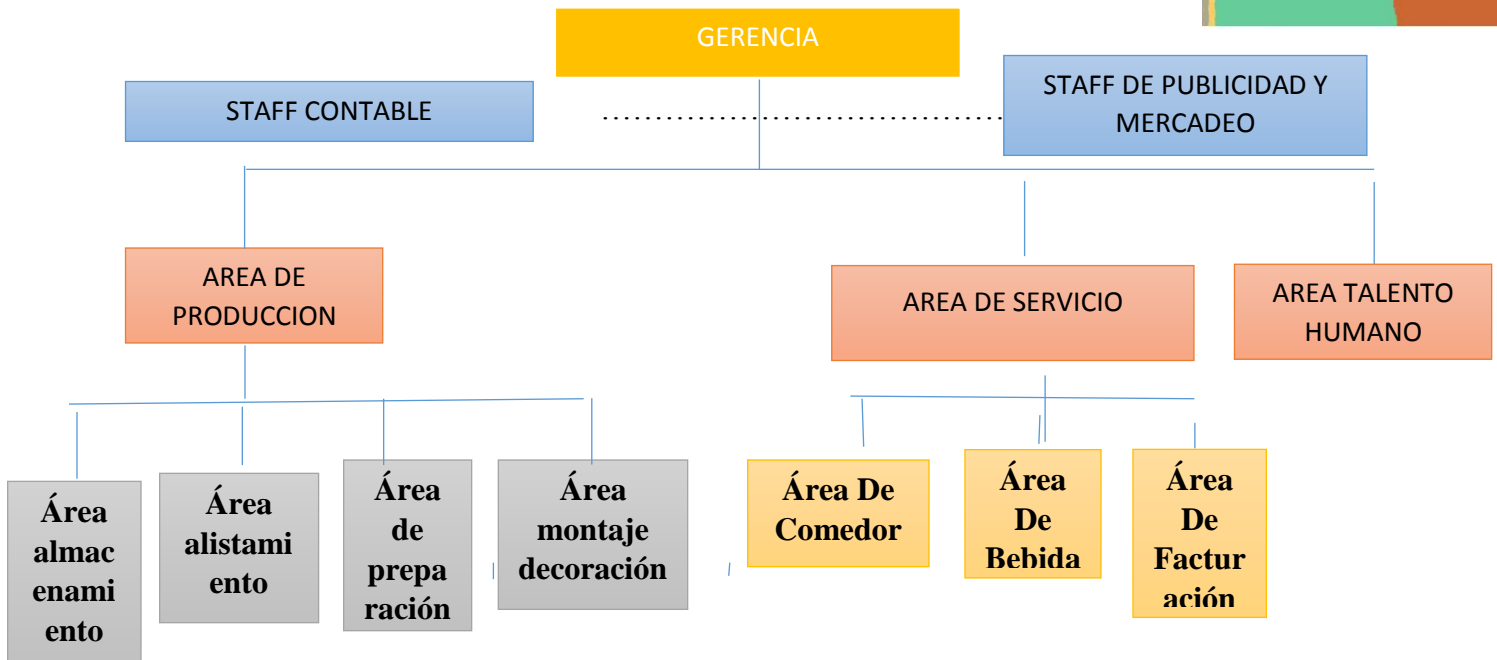 GERENCIA
STAFF CONTABLE
STAFF DE PUBLICIDAD Y
MERCADEO
AREA DE
PRODUCCION
AREA DE SERVICIO
AREA TALENTO
HUMANO
Área
almac
enami
ento
Área
alistami
ento
Área
de
prepa
ración
Área
montaje
decoración
Área De
Comedor
Área
De
Bebida
Área
De
Factur
ación